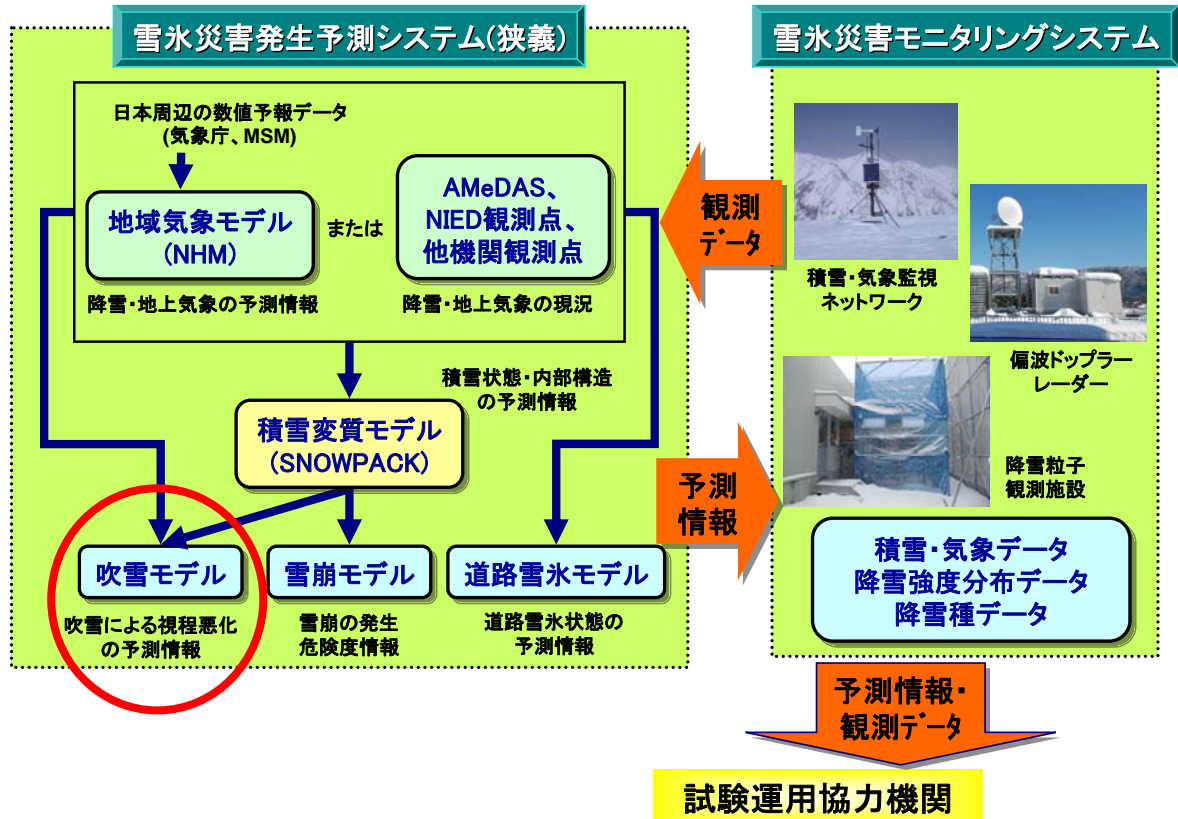 雪氷災害発生予測システム(狭義)
日本周辺の数値予報データ
(気象庁、MSM)
地域気象モデル
(NHM)
または
AMeDAS、
NIED観測点、
他機関観測点
降雪・地上気象の予測情報
降雪・地上気象の現況
積雪状態・内部構造
の予測情報
積雪変質モデル
(SNOWPACK)
吹雪モデル
雪崩モデル
道路雪氷モデル
吹雪による視程悪化
の予測情報
雪崩の発生
危険度情報
道路雪氷状態の
予測情報
観測
データ
予測
情報
雪氷災害モニタリングシステム
積雪・気象監視
ネットワーク
偏波ドップラー
レーダー
降雪粒子
観測施設
積雪・気象データ
降雪強度分布データ
降雪種データ
予測情報・
観測データ
試験運用協力機関